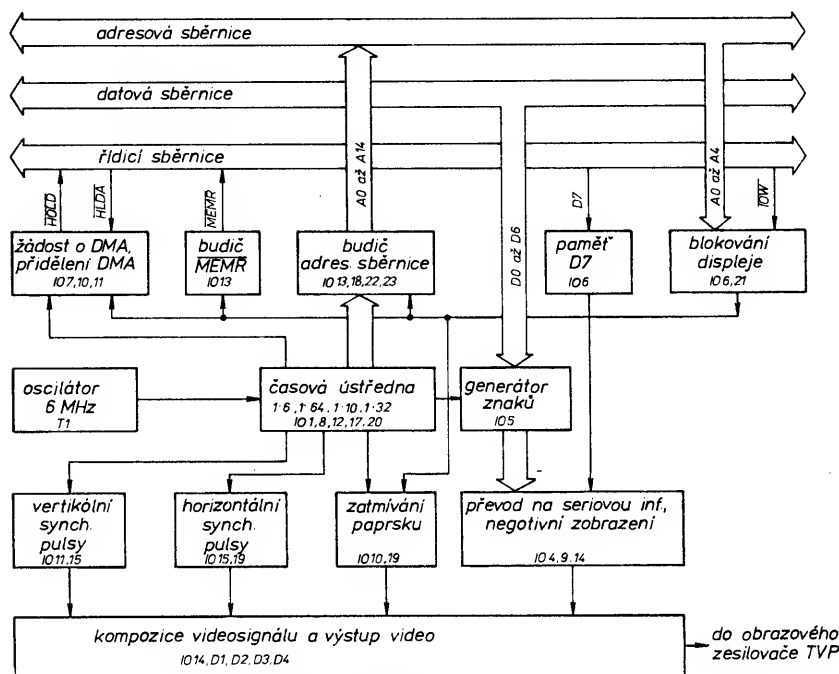 adresová sběrnice
datová sběrnice
řídicí sběrnice
HOLD
HLDA
MEMR
A0 až A14
D0 až D6
D7
A0 až A4
IOW
žádost o DMA,
přidělení DMA
IO7,10,11
budič
MEMR
IO13
budič
adres. sběrnice
IO13,18,22,23
paměť
D7
IO6
blokování
displeje
IO6,21
oscilátor
6 MHz
T1
časová ústředna
1·6, 1·64, 1·10, 1·32
IO1,8,12,17,20
generátor
znaků
IO5
vertikólní
synch.
pulsy
IO11,15
horizontální
synch.
pulsy
IO15,19
zatmívání
paprsku
IO10,19
převod na seriovou inf.,
negotivní zobrazení
IO4,9,14
kompozice videosignálu a výstup video
IO14, D1, D2, D3, D4
do obrazového
zesilovače TVP